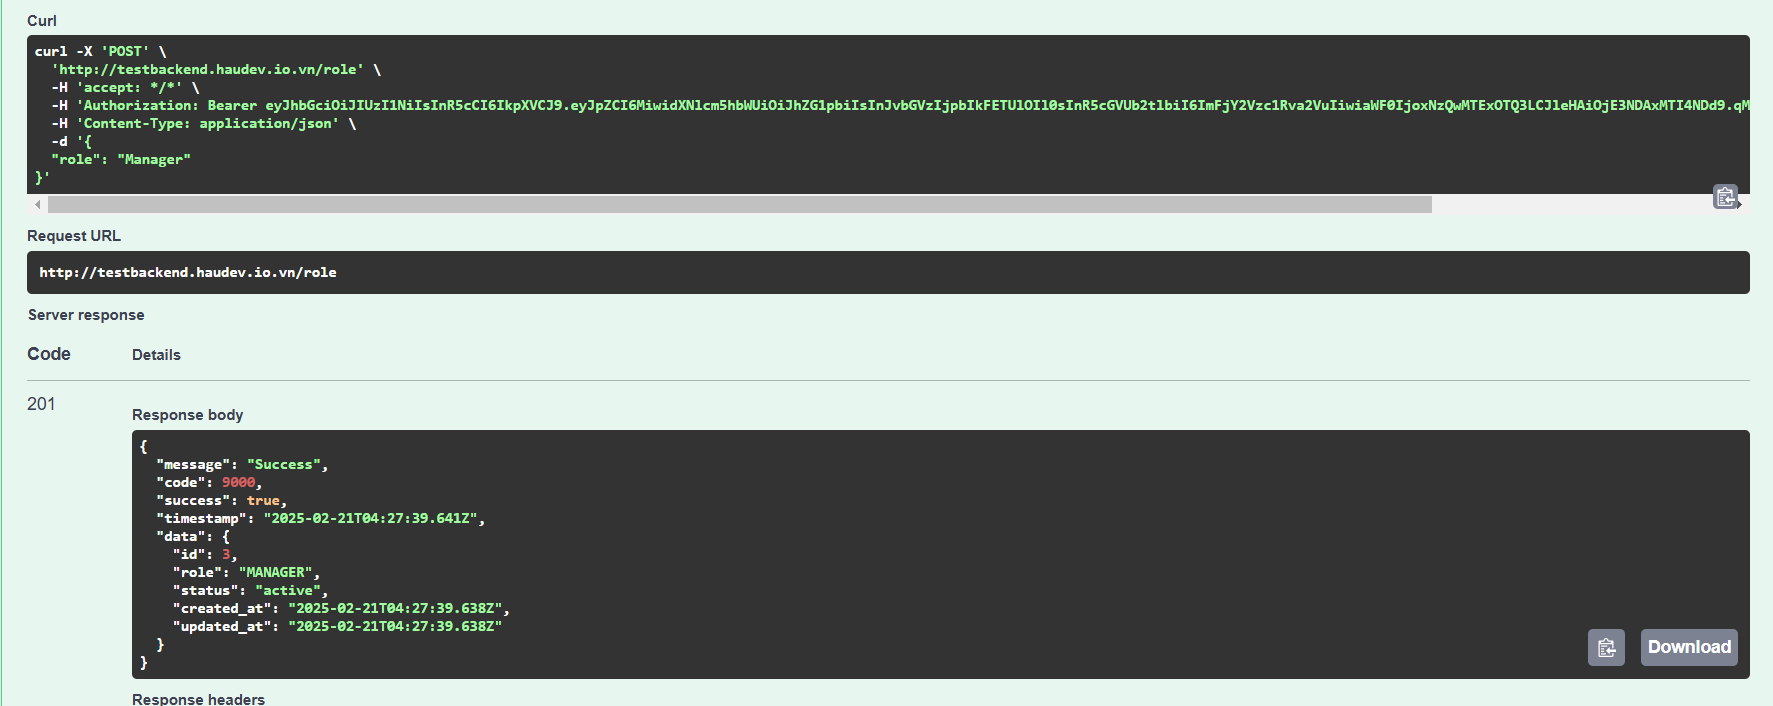 Curl
curl -X 'POST' \
'http://testbackend.haudev.io.vn/role' \
-H 'accept: */*' \
-H 'Authorization: Bearer eyJhbGciOiJIUzI1NiIsInR5cCI6IkpXVCJ9.eyJpZCI6MiwidXNlcm5hbWUiOiJhZG1pbiIsInJvbGVzIjpbIkFETUlOIl0sInR5cGVUb2tlbiI6ImFjY2Vzc1Rva2VuIiwiaWF0IjoxNzQwMTExOTQ3LCJleHAiOjE3NDAxMTI4NDd9.qM
-H 'Content-Type: application/json' \
-d '{
"role": "Manager"
}'
Request URL
http://testbackend.haudev.io.vn/role
Server response
Code Details
201
Response body
{
"message": "Success",
"code": 9000,
"success": true,
"timestamp": "2025-02-21T04:27:39.641Z",
"data": {
"id": 3,
"role": "MANAGER",
"status": "active",
"created_at": "2025-02-21T04:27:39.638Z",
"updated_at": "2025-02-21T04:27:39.638Z"
}
}
Download
Response headers